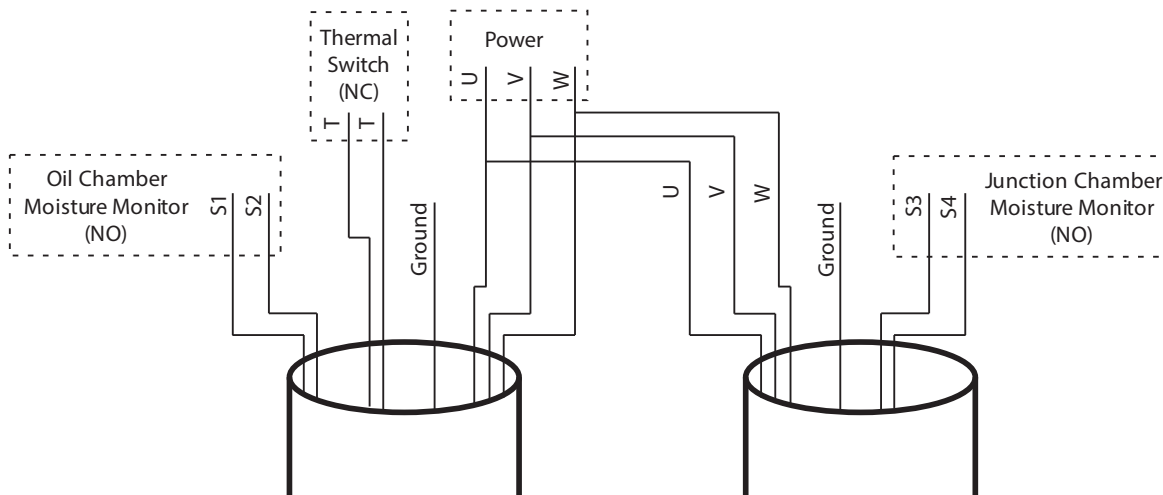 Thermal
Switch
(NC)
T
T
Power
U
V
W
Oil Chamber
Moisture Monitor
(NO)
S1
S2
Ground
U
V
W
Ground
S3
S4
Junction Chamber
Moisture Monitor
(NO)